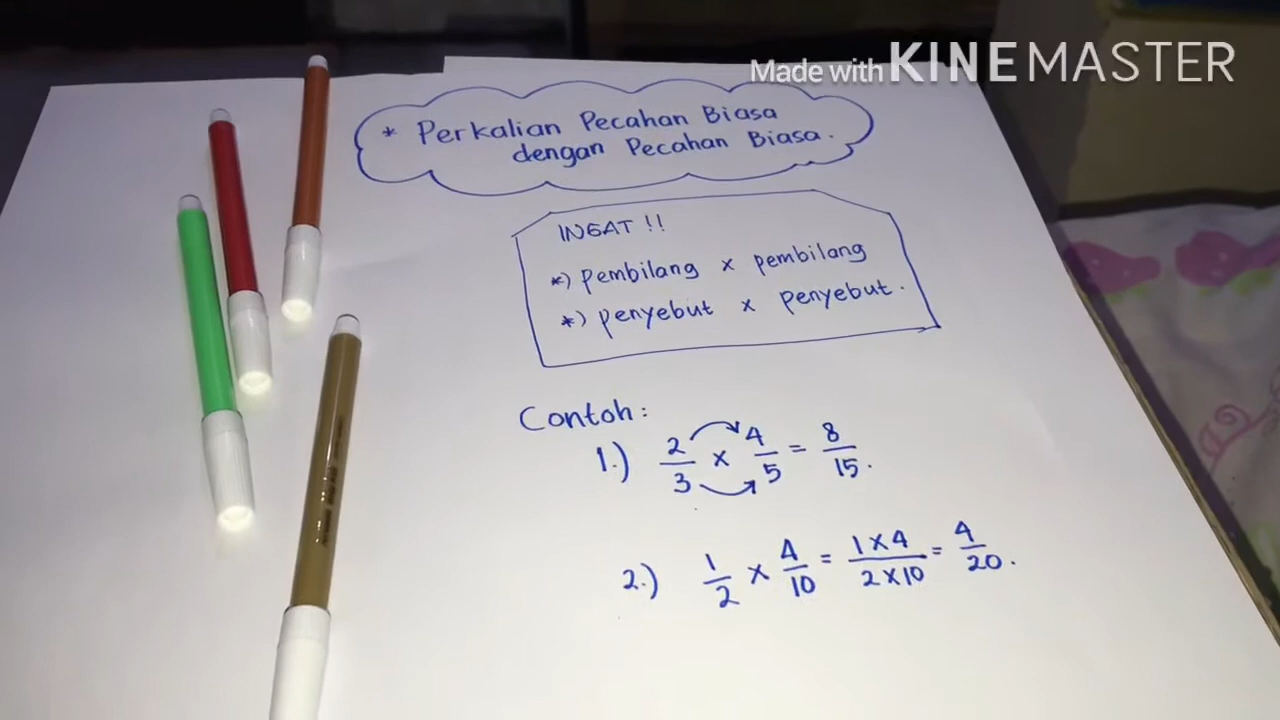 Made with KINEMASTER
* Perkalian Pecahan Biasa
dengan Pecahan Biasa.
INGAT !!
*) pembilang x pembilang
*) penyebut x penyebut.
Contoh:
1.) 2/3 x 4/5 = 8/15.
2.) 1/2 x 4/10 = 1x4/2x10 = 4/20.